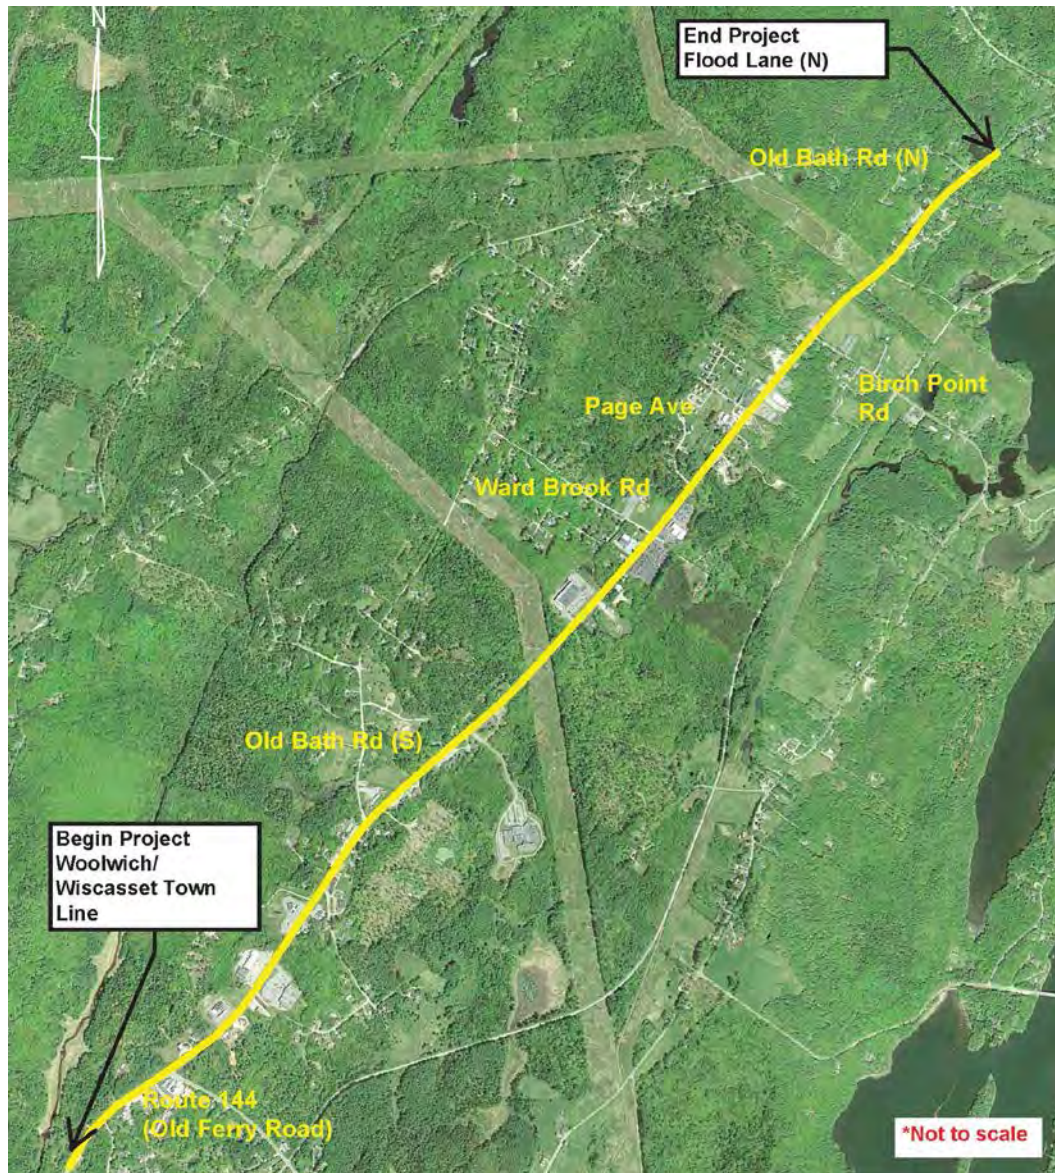 N
End Project
Flood Lane (N)
Old Bath Rd (N)
Birch Point
Rd
Page Ave
Ward Brook Rd
Old Bath Rd (S)
Begin Project
Woolwich/
Wiscasset Town
Line
Route 144
(Old Ferry Road)
*Not to scale